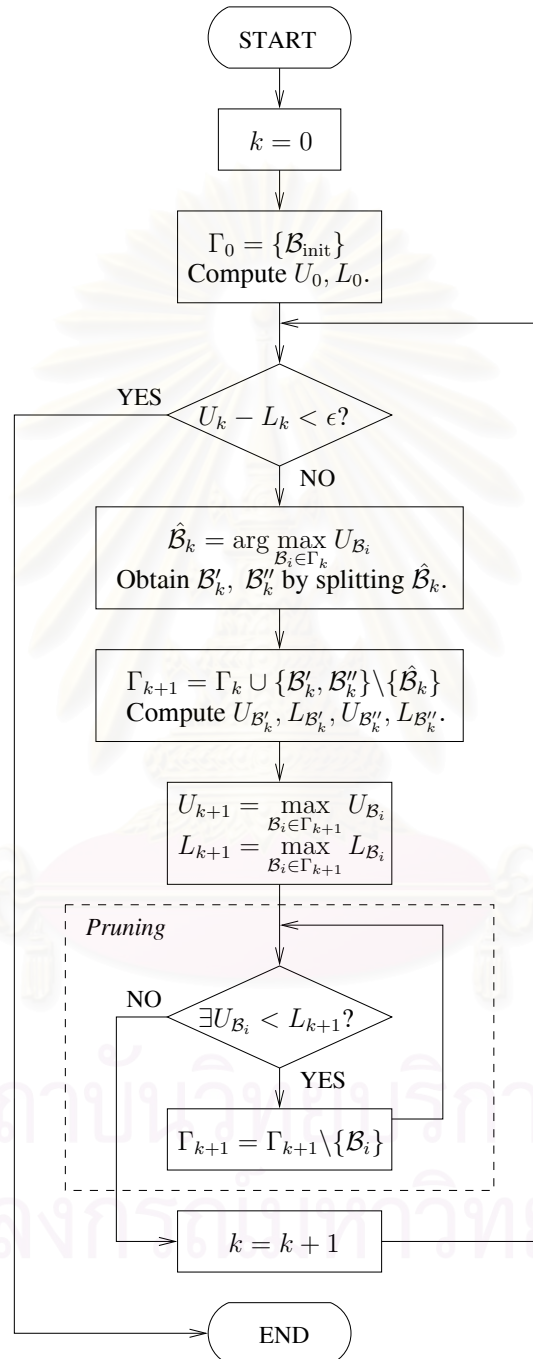 START
k = 0
Γ₀ = {ℬ_init}
Compute U₀, L₀.
YES
U_k − L_k < ϵ?
NO
ℬ̂_k = arg max_{ℬ_i∈Γ_k} U_{ℬ_i}
Obtain ℬ′_k, ℬ″_k by splitting ℬ̂_k.
Γ_{k+1} = Γ_k ∪ {ℬ′_k, ℬ″_k}\{ℬ̂_k}
Compute U_{ℬ′_k}, L_{ℬ′_k}, U_{ℬ″_k}, L_{ℬ″_k}.
U_{k+1} = max_{ℬ_i∈Γ_{k+1}} U_{ℬ_i}
L_{k+1} = max_{ℬ_i∈Γ_{k+1}} L_{ℬ_i}
Pruning
NO
∃U_{ℬ_i} < L_{k+1}?
YES
Γ_{k+1} = Γ_{k+1}\{ℬ_i}
k = k + 1
END